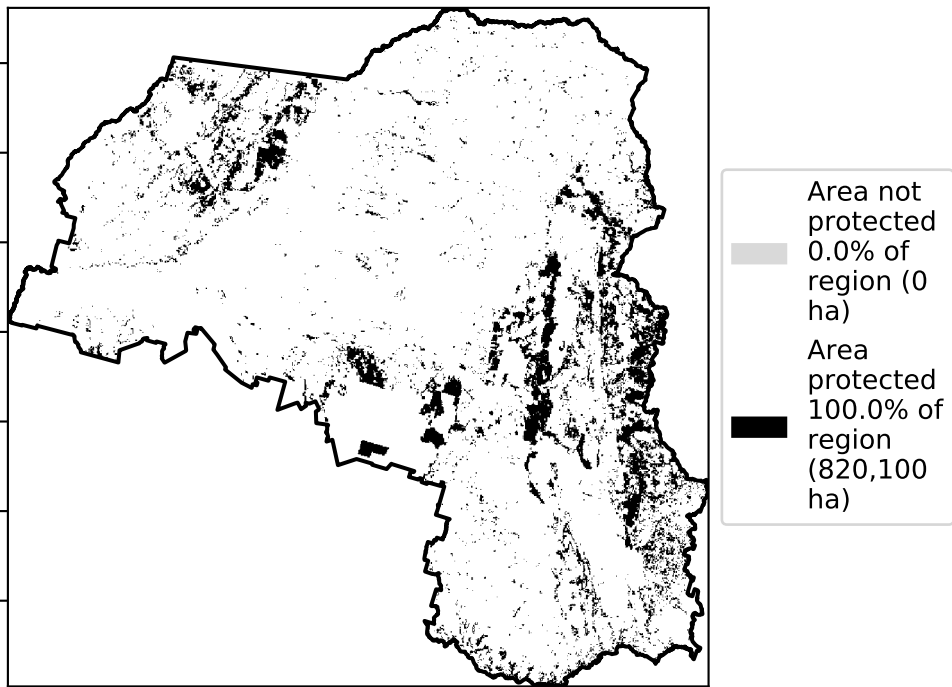 Area not
protected
0.0% of
region (0
ha)
Area
protected
100.0% of
region
(820,100
ha)